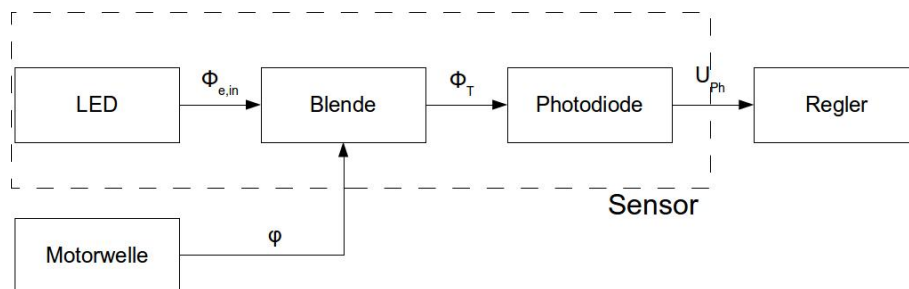 LED
Φe,in
Blende
ΦT
Photodiode
UPh
Regler
Sensor
Motorwelle
φ